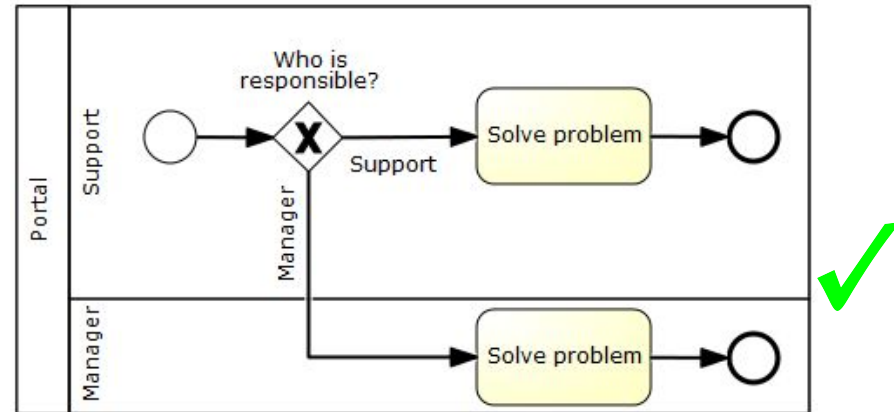 Portal
Support
Who is
responsible?
Support
Solve problem
Manager
Manager
Solve problem